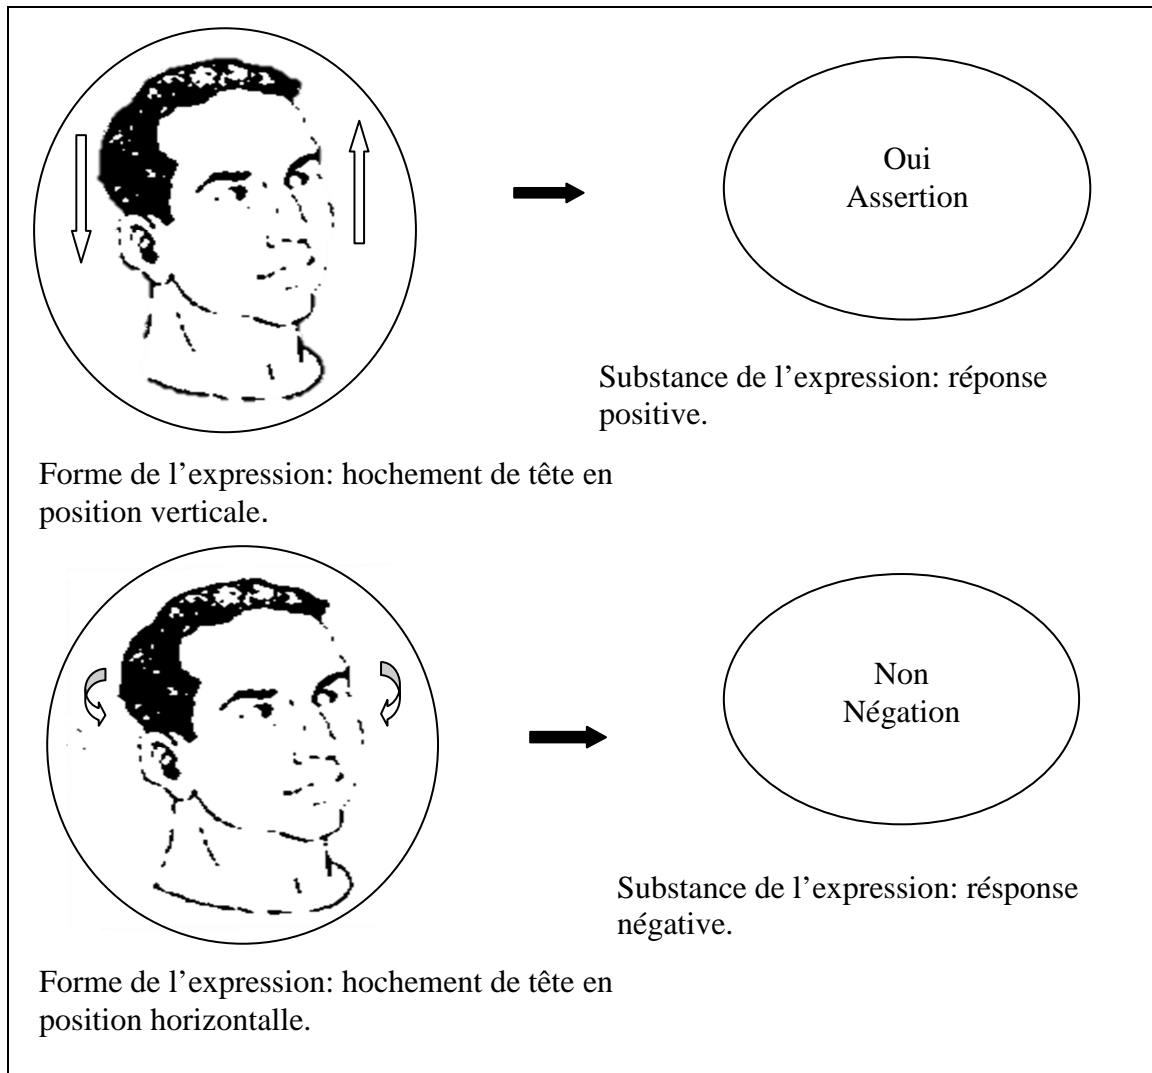 Oui
Assertion
Substance de l’expression: réponse
positive.
Forme de l’expression: hochement de tête en
position verticale.
Non
Négation
Substance de l’expression: résponse
négative.
Forme de l’expression: hochement de tête en
position horizontalle.